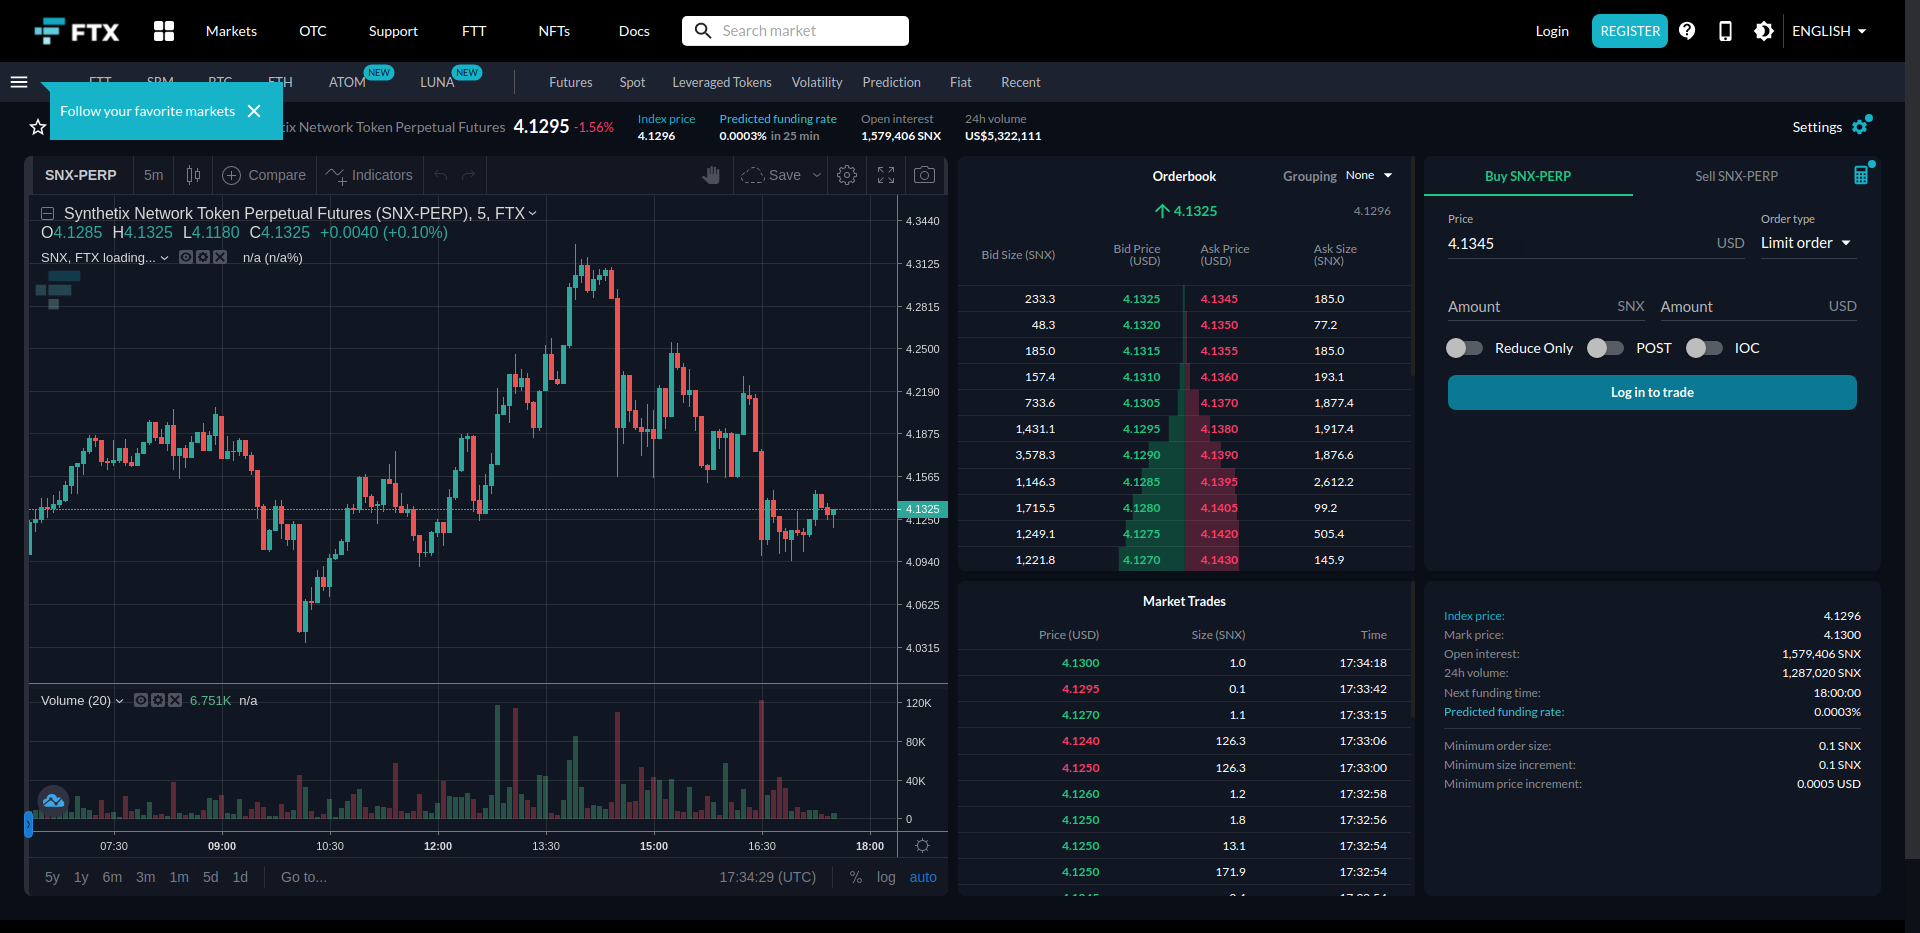 FTX
Markets OTC Support FTT NFTs Docs Search market
Login REGISTER ENGLISH
FTT SRM BTC ETH ATOM NEW LUNA NEW Futures Spot Leveraged Tokens Volatility Prediction Fiat Recent
Follow your favorite markets
Network Token Perpetual Futures 4.1295 -1.56%
Index price
4.1296
Predicted funding rate
0.0003% in 25 min
Open interest
1,579,406 SNX
24h volume
US$5,322,111
Settings
SNX-PERP 5m Compare Indicators Save
Synthetix Network Token Perpetual Futures (SNX-PERP), 5, FTX
O4.1285 H4.1325 L4.1180 C4.1325 +0.0040 (+0.10%)
SNX, FTX loading... n/a (n/a%)
4.3440
4.3125
4.2815
4.2500
4.2190
4.1875
4.1565
4.1325
4.1250
4.0940
4.0625
4.0315
Volume (20) 6.751K n/a
120K
80K
40K
0
07:30 09:00 10:30 12:00 13:30 15:00 16:30 18:00
5y 1y 6m 3m 1m 5d 1d Go to... 17:34:29 (UTC) % log auto
Orderbook Grouping None
4.1325 4.1296
Bid Size (SNX) Bid Price (USD) Ask Price (USD) Ask Size (SNX)
233.3 4.1325 4.1345 185.0
48.3 4.1320 4.1350 77.2
185.0 4.1315 4.1355 185.0
157.4 4.1310 4.1360 193.1
733.6 4.1305 4.1370 1,877.4
1,431.1 4.1295 4.1380 1,917.4
3,578.3 4.1290 4.1390 1,876.6
1,146.3 4.1285 4.1395 2,612.2
1,715.5 4.1280 4.1405 99.2
1,249.1 4.1275 4.1420 505.4
1,221.8 4.1270 4.1430 145.9
Market Trades
Price (USD) Size (SNX) Time
4.1300 1.0 17:34:18
4.1295 0.1 17:33:42
4.1270 1.1 17:33:15
4.1240 126.3 17:33:06
4.1250 126.3 17:33:00
4.1260 1.2 17:32:58
4.1250 1.8 17:32:56
4.1250 13.1 17:32:54
4.1250 171.9 17:32:54
Buy SNX-PERP Sell SNX-PERP
Price Order type
4.1345 USD Limit order
Amount SNX Amount USD
Reduce Only POST IOC
Log in to trade
Index price: 4.1296
Mark price: 4.1300
Open interest: 1,579,406 SNX
24h volume: 1,287,020 SNX
Next funding time: 18:00:00
Predicted funding rate: 0.0003%
Minimum order size: 0.1 SNX
Minimum size increment: 0.1 SNX
Minimum price increment: 0.0005 USD